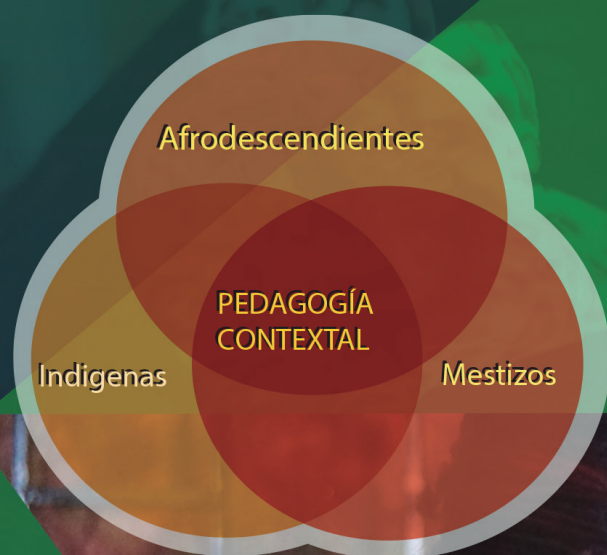 Afrodescendientes
PEDAGOGÍA
CONTEXTAL
Indigenas
Mestizos